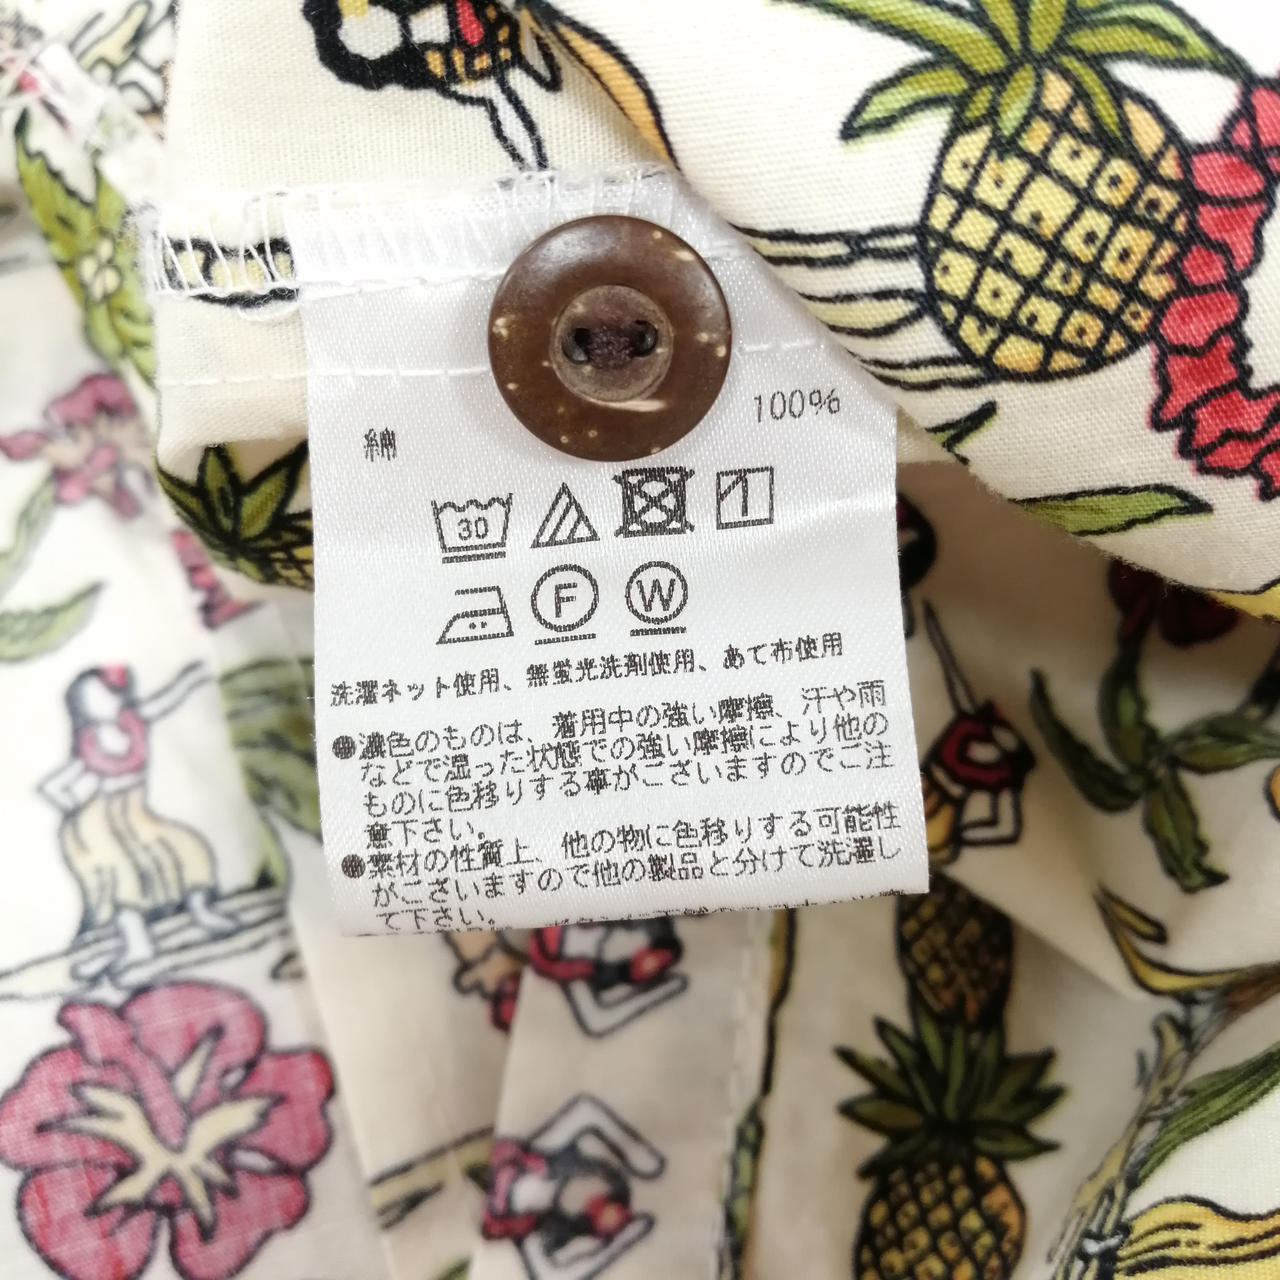 綿 100%
30
F W
洗濯ネット使用、無蛍光洗剤使用、あて布使用
●濃色のものは、着用中の強い摩擦、汗や雨
などで湿った状態での強い摩擦により他の
ものに色移りする事がございますのでご注
意下さい。
●素材の性質上、他の物に色移りする可能性
がございますので他の製品と分けて洗濯し
て下さい。